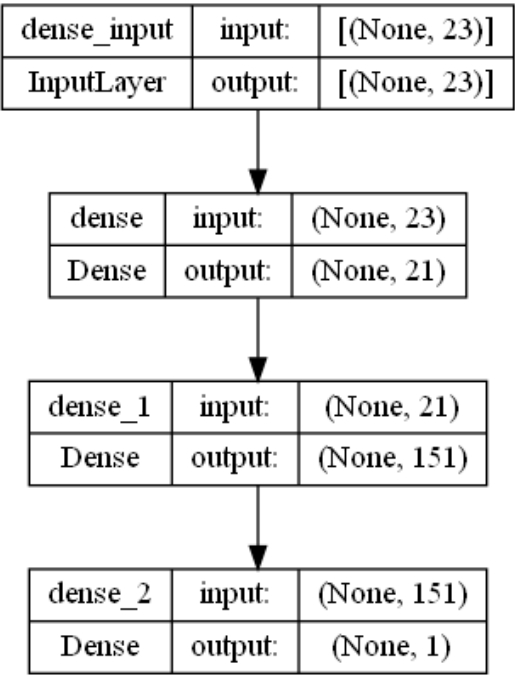 dense_input input: [(None, 23)]
InputLayer output: [(None, 23)]
dense input: (None, 23)
Dense output: (None, 21)
dense_1 input: (None, 21)
Dense output: (None, 151)
dense_2 input: (None, 151)
Dense output: (None, 1)